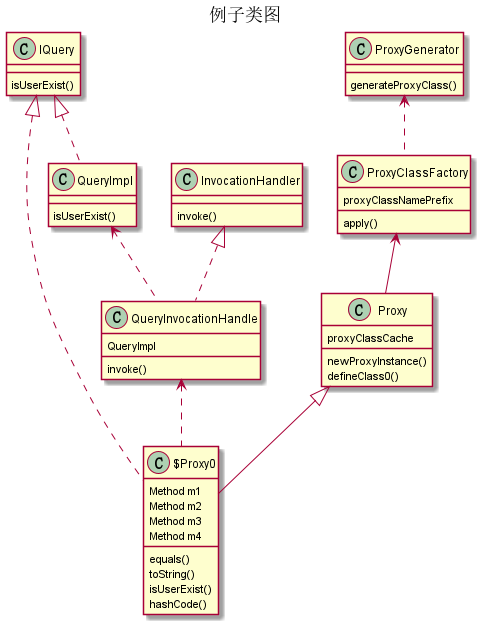 例子类图
C IQuery
isUserExist()
C ProxyGenerator
generateProxyClass()
C QueryImpl
isUserExist()
C InvocationHandler
invoke()
C ProxyClassFactory
proxyClassNamePrefix
apply()
C QueryInvocationHandle
QueryImpl
invoke()
C Proxy
proxyClassCache
newProxyInstance()
defineClass0()
C $Proxy0
Method m1
Method m2
Method m3
Method m4
equals()
toString()
isUserExist()
hashCode()